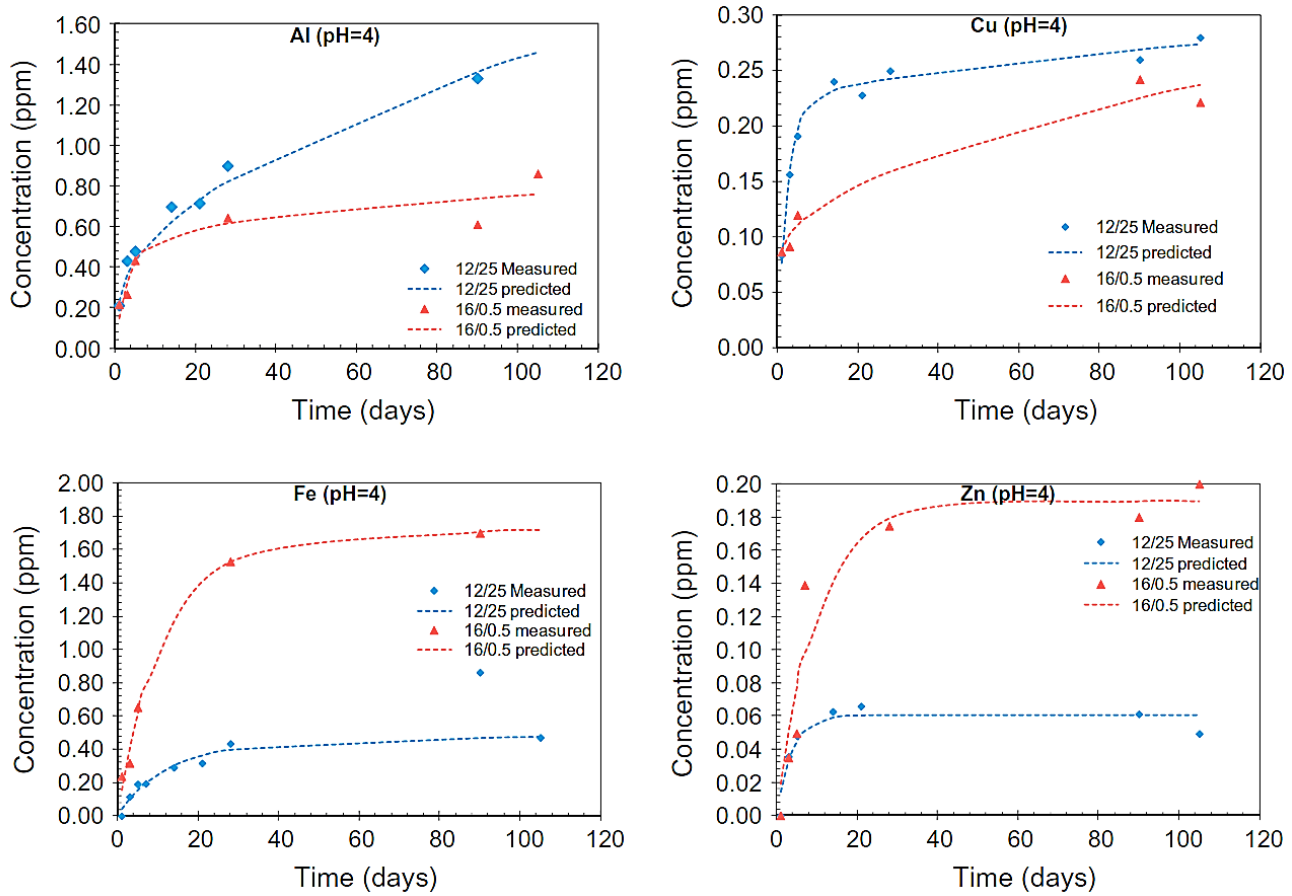 Al (pH=4)
Concentration (ppm)
1.60
1.40
1.20
1.00
0.80
0.60
0.40
0.20
0.00
0 20 40 60 80 100 120
Time (days)
12/25 Measured
12/25 predicted
16/0.5 measured
16/0.5 predicted
Cu (pH=4)
Concentration (ppm)
0.30
0.25
0.20
0.15
0.10
0.05
0.00
0 20 40 60 80 100 120
Time (days)
12/25 Measured
12/25 predicted
16/0.5 measured
16/0.5 predicted
Fe (pH=4)
Concentration (ppm)
2.00
1.80
1.60
1.40
1.20
1.00
0.80
0.60
0.40
0.20
0.00
0 20 40 60 80 100 120
Time (days)
12/25 Measured
12/25 predicted
16/0.5 measured
16/0.5 predicted
Zn (pH=4)
Concentration (ppm)
0.20
0.18
0.16
0.14
0.12
0.10
0.08
0.06
0.04
0.02
0.00
0 20 40 60 80 100 120
Time (days)
12/25 Measured
12/25 predicted
16/0.5 measured
16/0.5 predicted